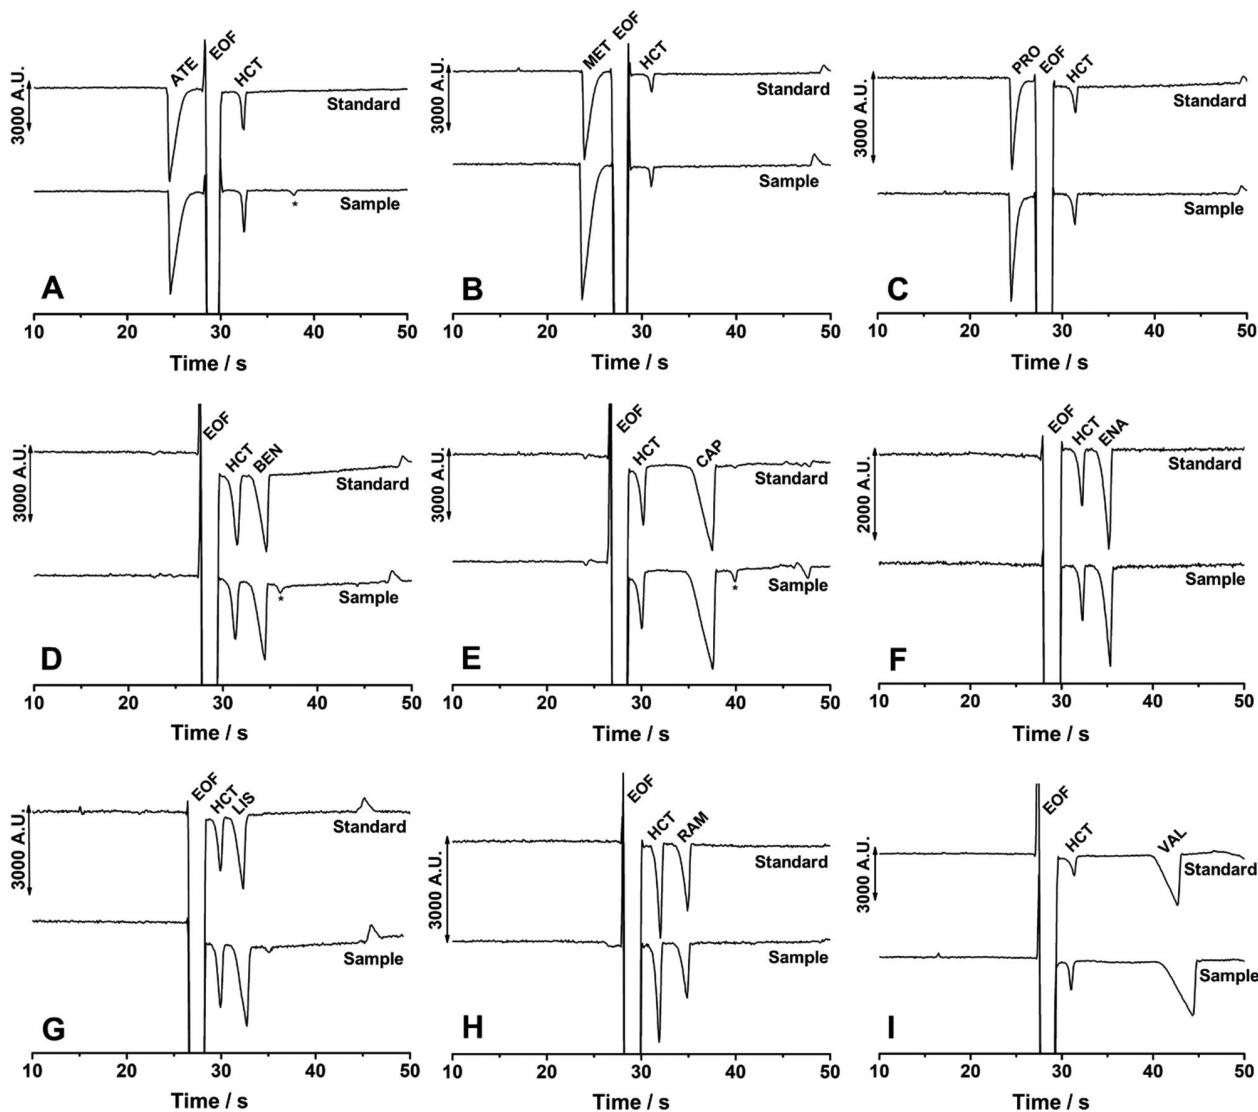 ATE
EOF
HCT
3000 A.U.
Standard
Sample
*
A
10 20 30 40 50
Time / s
MET
EOF
HCT
3000 A.U.
Standard
Sample
B
10 20 30 40 50
Time / s
PRO
EOF
HCT
3000 A.U.
Standard
Sample
C
10 20 30 40 50
Time / s
EOF
HCT
BEN
3000 A.U.
Standard
Sample
*
D
10 20 30 40 50
Time / s
EOF
HCT
CAP
3000 A.U.
Standard
Sample
*
E
10 20 30 40 50
Time / s
EOF
HCT
ENA
2000 A.U.
Standard
Sample
F
10 20 30 40 50
Time / s
EOF
HCT
LIS
3000 A.U.
Standard
Sample
G
10 20 30 40 50
Time / s
EOF
HCT
RAM
3000 A.U.
Standard
Sample
H
10 20 30 40 50
Time / s
EOF
HCT
VAL
3000 A.U.
Standard
Sample
I
10 20 30 40 50
Time / s